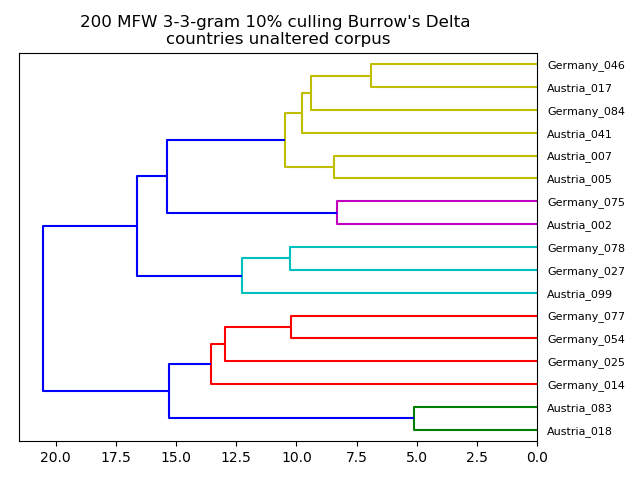 200 MFW 3-3-gram 10% culling Burrow's Delta
countries unaltered corpus
Germany_046
Austria_017
Germany_084
Austria_041
Austria_007
Austria_005
Germany_075
Austria_002
Germany_078
Germany_027
Austria_099
Germany_077
Germany_054
Germany_025
Germany_014
Austria_083
Austria_018
20.0 17.5 15.0 12.5 10.0 7.5 5.0 2.5 0.0